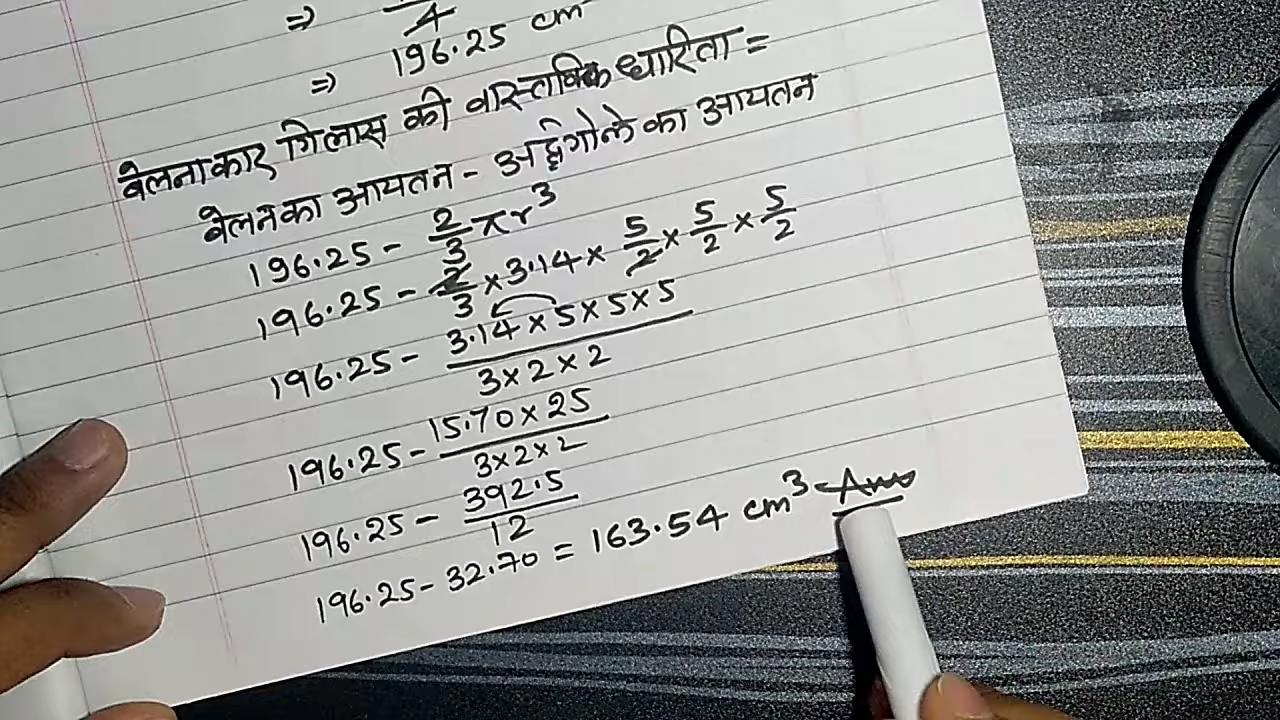 ⇒ 4
⇒ 196.25 cm
बेलनाकार गिलास की वास्तविक धारिता =
बेलन का आयतन - अर्द्धगोले का आयतन
196.25 - 2/3 πr³
196.25 - 2/3 × 3.14 × 5/2 × 5/2 × 5/2
196.25 - 3.14 × 5 × 5 × 5 / 3 × 2 × 2
196.25 - 15.70 × 25 / 3 × 2 × 2
196.25 - 392.5 / 12
196.25 - 32.70 = 163.54 cm³ - Ans